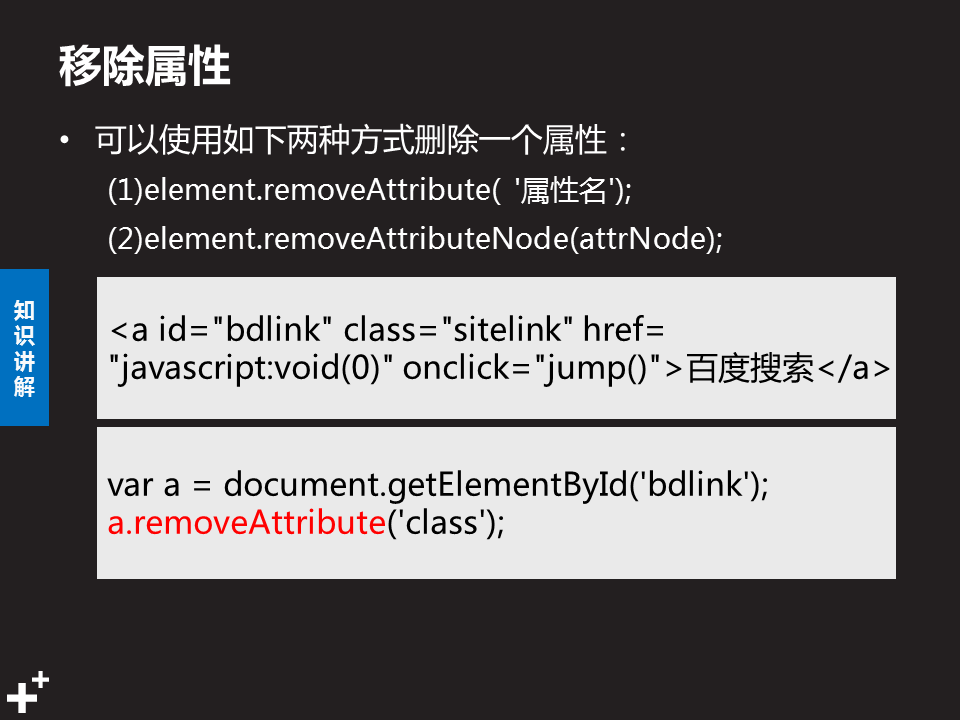 移除属性
• 可以使用如下两种方式删除一个属性：
(1)element.removeAttribute( '属性名');
(2)element.removeAttributeNode(attrNode);
知
识
讲
解
<a id="bdlink" class="sitelink" href=
"javascript:void(0)" onclick="jump()">百度搜索</a>
var a = document.getElementById('bdlink');
a.removeAttribute('class');